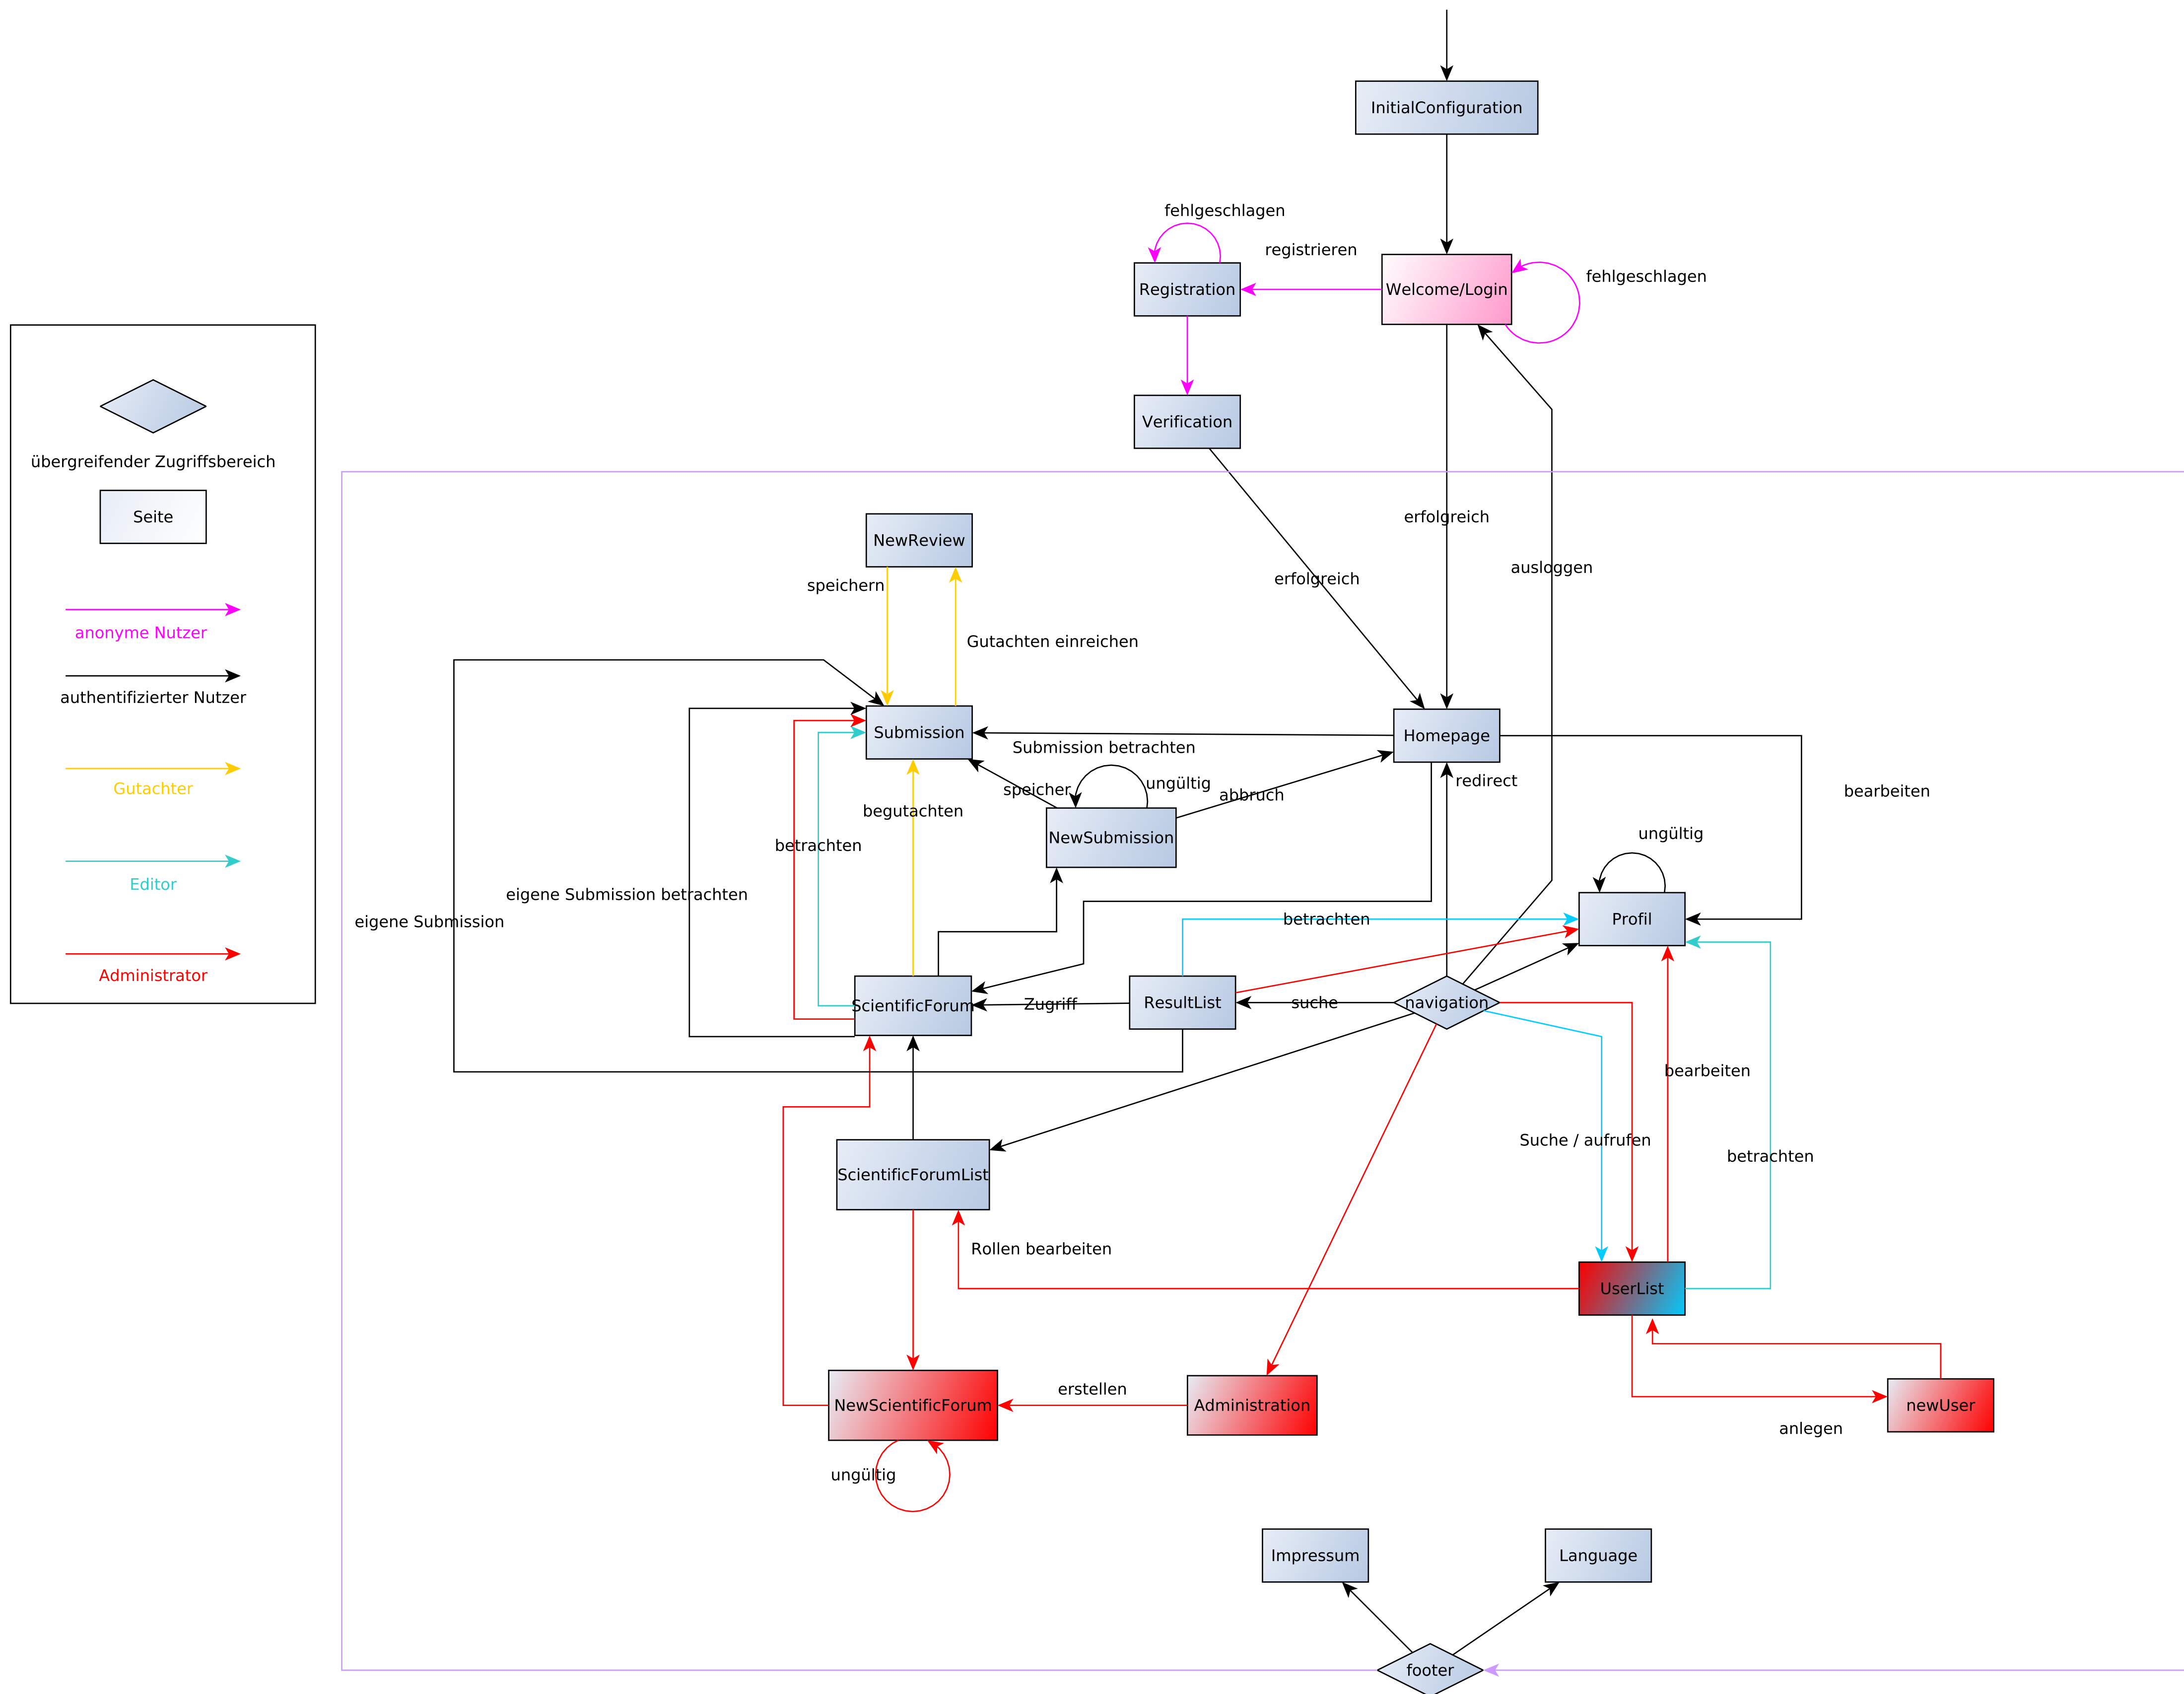 InitialConfiguration
fehlgeschlagen
registrieren
fehlgeschlagen
Registration
Welcome/Login
Verification
übergreifender Zugriffsbereich
Seite
anonyme Nutzer
authentifizierter Nutzer
Gutachter
Editor
Administrator
erfolgreich
NewReview
ausloggen
erfolgreich
speichern
Gutachten einreichen
Submission
Homepage
Submission betrachten
redirect
ungültig
speicher
abbruch
bearbeiten
begutachten
NewSubmission
ungültig
betrachten
eigene Submission betrachten
eigene Submission
betrachten
Profil
ScientificForum
Zugriff
ResultList
suche
navigation
bearbeiten
Suche / aufrufen
betrachten
ScientificForumList
Rollen bearbeiten
UserList
erstellen
NewScientificForum
Administration
newUser
anlegen
ungültig
Impressum
Language
footer